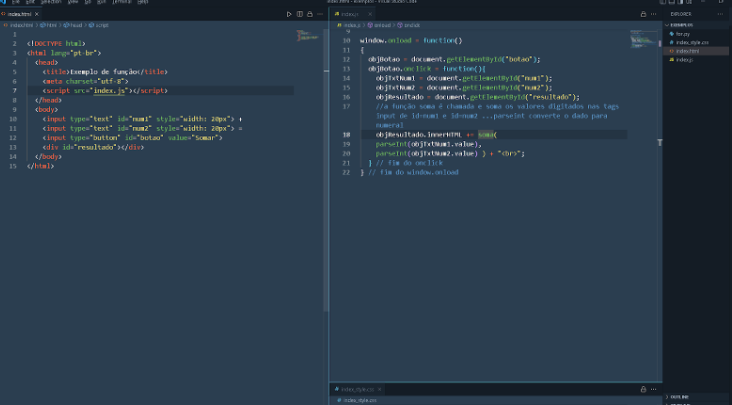 File Edit Selection View Go Run Terminal Help
index.html
index.html > html > head > script
1
2 <!DOCTYPE html>
3 <html lang="pt-br">
4 <head>
5 <title>Exemplo de função</title>
6 <meta charset="utf-8">
7 <script src="index.js"></script>
8 </head>
9 <body>
10 <input type="text" id="num1" style="width: 20px"> +
11 <input type="text" id="num2" style="width: 20px"> =
12 <input type="button" id="botao" value="Somar">
13 <div id="resultado"></div>
14 </body>
15 </html>
index.js
index.js > onload > onclick
9
10 window.onload = function()
11 {
12 objBotao = document.getElementById("botao");
13 objBotao.onclick = function(){
14 objTxtNum1 = document.getElementById("num1");
15 objTxtNum2 = document.getElementById("num2");
16 objResultado = document.getElementById("resultado");
17 //a função soma é chamada e soma os valores digitados nas tags
input de id=num1 e id=num2 ...parseint converte o dado para
numeral
18 objResultado.innerHTML += soma(
19 parseInt(objTxtNum1.value),
20 parseInt(objTxtNum2.value) ) + "<br>";
21 } // fim do onclick
22 } // fim do window.onload
index_style.css
index_style.css
EXPLORER
index_style.css
index.html
index.js
OUTLINE